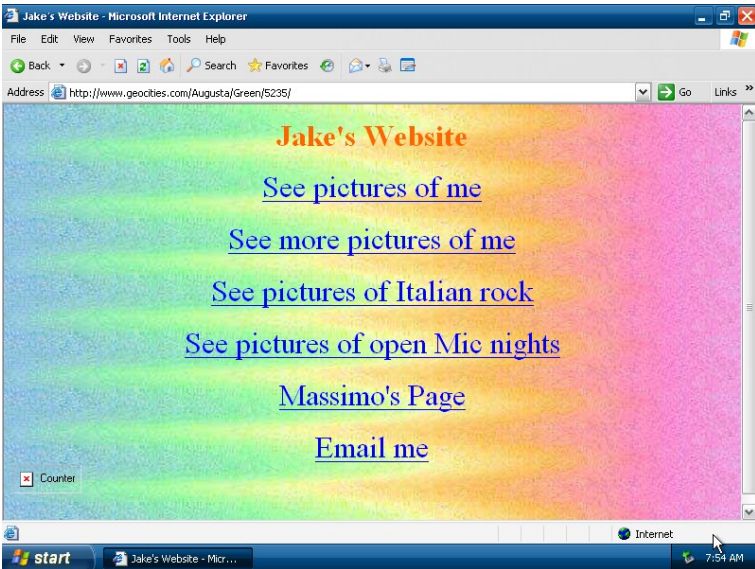 Jake's Website - Microsoft Internet Explorer
File Edit View Favorites Tools Help
Back Search Favorites
Address http://www.geocities.com/Augusta/Green/5235/ Go Links »
Jake's Website
See pictures of me
See more pictures of me
See pictures of Italian rock
See pictures of open Mic nights
Massimo's Page
Email me
Counter
Internet
start Jake's Website - Micr... 7:54 AM